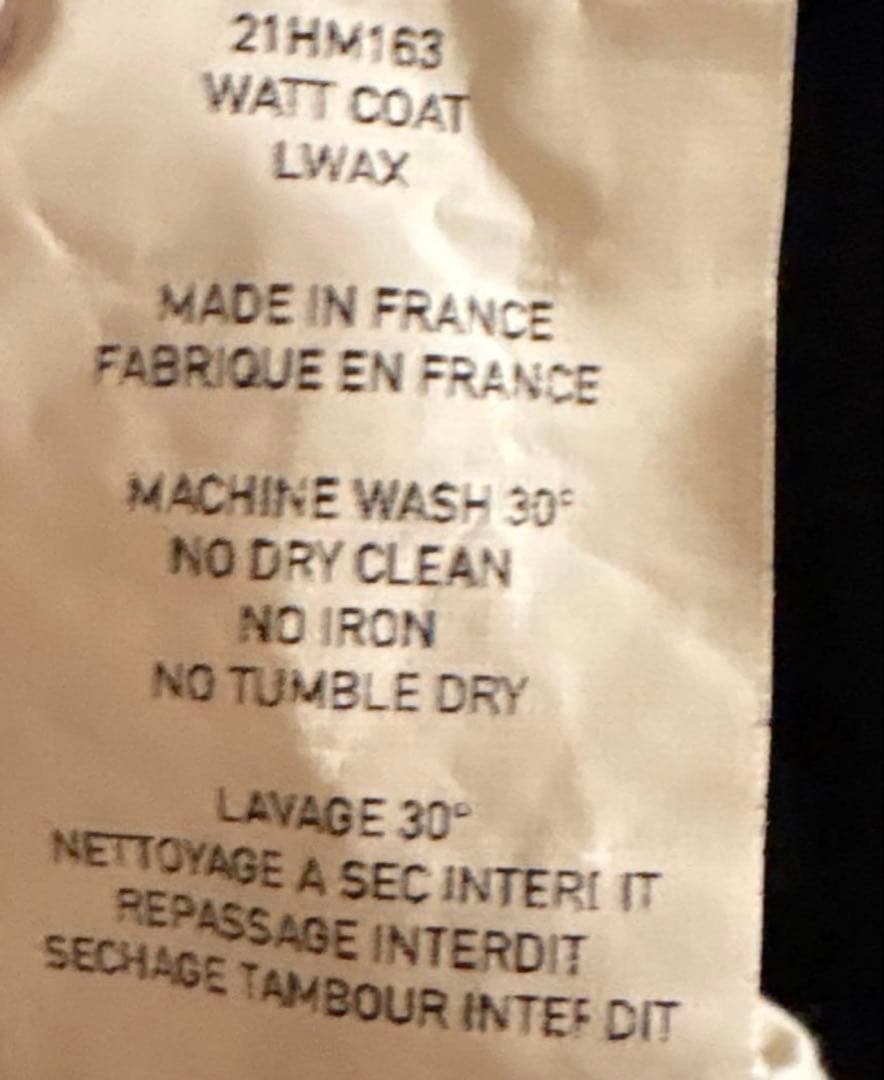 21HM163
WATT COAT
LWAX
MADE IN FRANCE
FABRIQUE EN FRANCE
MACHINE WASH 30°
NO DRY CLEAN
NO IRON
NO TUMBLE DRY
LAVAGE 30°
NETTOYAGE A SEC INTERDIT
REPASSAGE INTERDIT
SECHAGE TAMBOUR INTERDIT